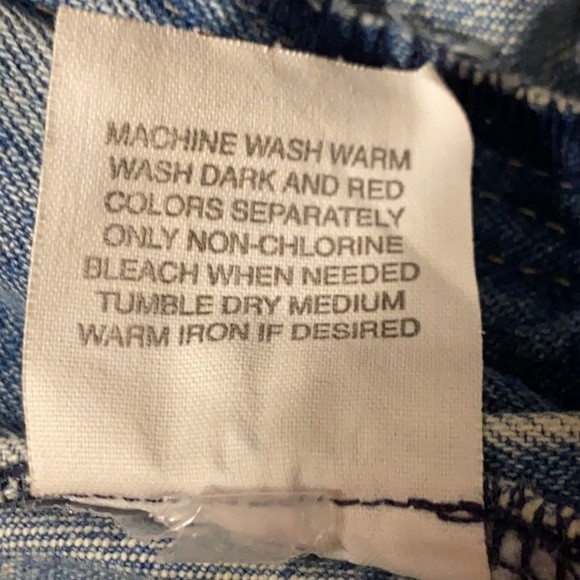 MACHINE WASH WARM
WASH DARK AND RED
COLORS SEPARATELY
ONLY NON-CHLORINE
BLEACH WHEN NEEDED
TUMBLE DRY MEDIUM
WARM IRON IF DESIRED